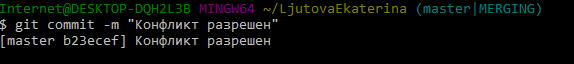 Internet@DESKTOP-DQH2L3B MINGW64 ~/LjutovaEkaterina (master|MERGING)
$ git commit -m "Конфликт разрешен"
[master b23ecef] Конфликт разрешен